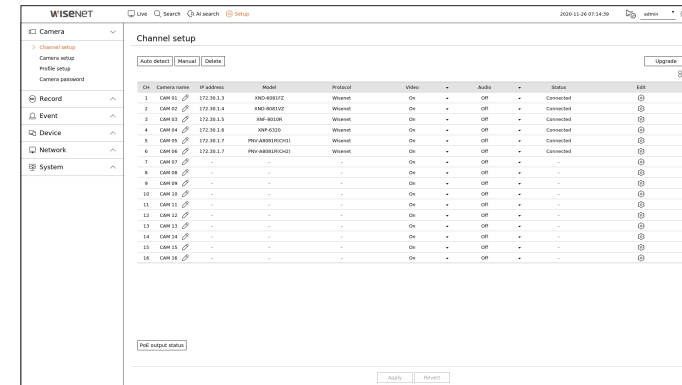 WISENET Live Search AI search Setup 2020-11-26 07:14:39 admin
Camera
Channel setup
Camera setup
Profile setup
Camera password
Record
Event
Device
Network
System
Channel setup
Auto detect Manual Delete Upgrade
CH Camera name IP address Model Protocol Video Audio Status Edit
1 CAM 01 172.30.1.3 XND-6081FZ Wisenet On Off Connected
2 CAM 02 172.30.1.4 XND-8081VZ Wisenet On Off Connected
3 CAM 03 172.30.1.5 XNF-8010R Wisenet On Off Connected
4 CAM 04 172.30.1.6 XNP-6320 Wisenet On Off Connected
5 CAM 05 172.30.1.7 PNV-A8081R(CH1) Wisenet On Off Connected
6 CAM 06 172.30.1.7 PNV-A8081R(CH2) Wisenet On Off Connected
7 CAM 07 - - - On Off -
8 CAM 08 - - - On Off -
9 CAM 09 - - - On Off -
10 CAM 10 - - - On Off -
11 CAM 11 - - - On Off -
12 CAM 12 - - - On Off -
13 CAM 13 - - - On Off -
14 CAM 14 - - - On Off -
15 CAM 15 - - - On Off -
16 CAM 16 - - - On Off -
PoE output status
Apply Revert